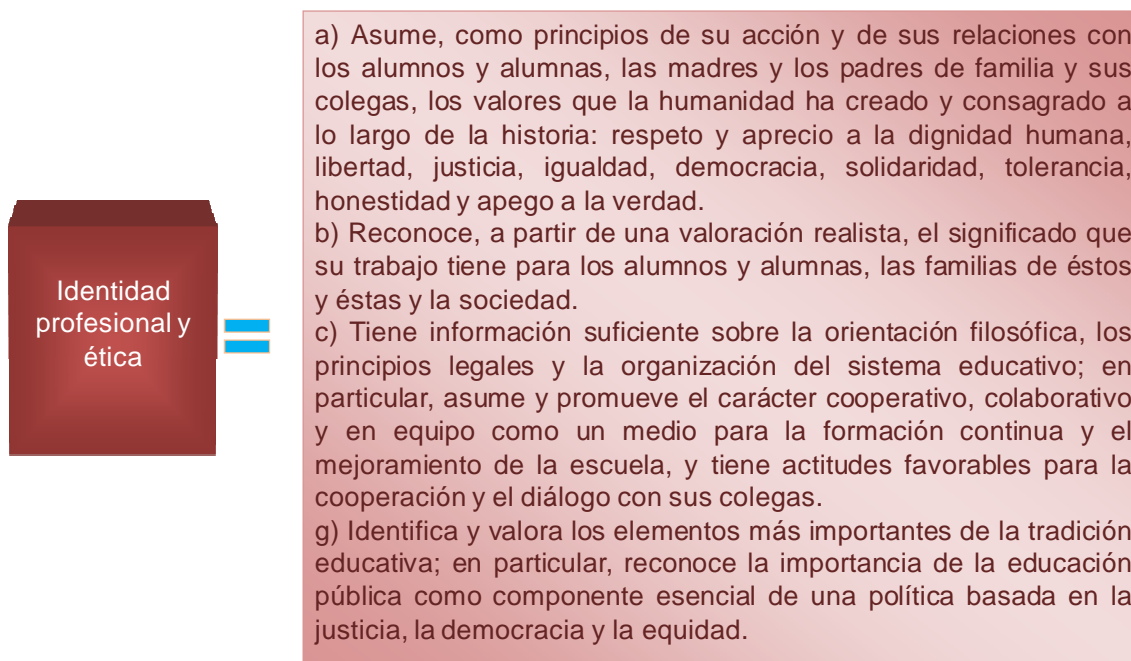 Identidad
profesional y
ética
a) Asume, como principios de su acción y de sus relaciones con
los alumnos y alumnas, las madres y los padres de familia y sus
colegas, los valores que la humanidad ha creado y consagrado a
lo largo de la historia: respeto y aprecio a la dignidad humana,
libertad, justicia, igualdad, democracia, solidaridad, tolerancia,
honestidad y apego a la verdad.
b) Reconoce, a partir de una valoración realista, el significado que
su trabajo tiene para los alumnos y alumnas, las familias de éstos
y éstas y la sociedad.
c) Tiene información suficiente sobre la orientación filosófica, los
principios legales y la organización del sistema educativo; en
particular, asume y promueve el carácter cooperativo, colaborativo
y en equipo como un medio para la formación continua y el
mejoramiento de la escuela, y tiene actitudes favorables para la
cooperación y el diálogo con sus colegas.
g) Identifica y valora los elementos más importantes de la tradición
educativa; en particular, reconoce la importancia de la educación
pública como componente esencial de una política basada en la
justicia, la democracia y la equidad.